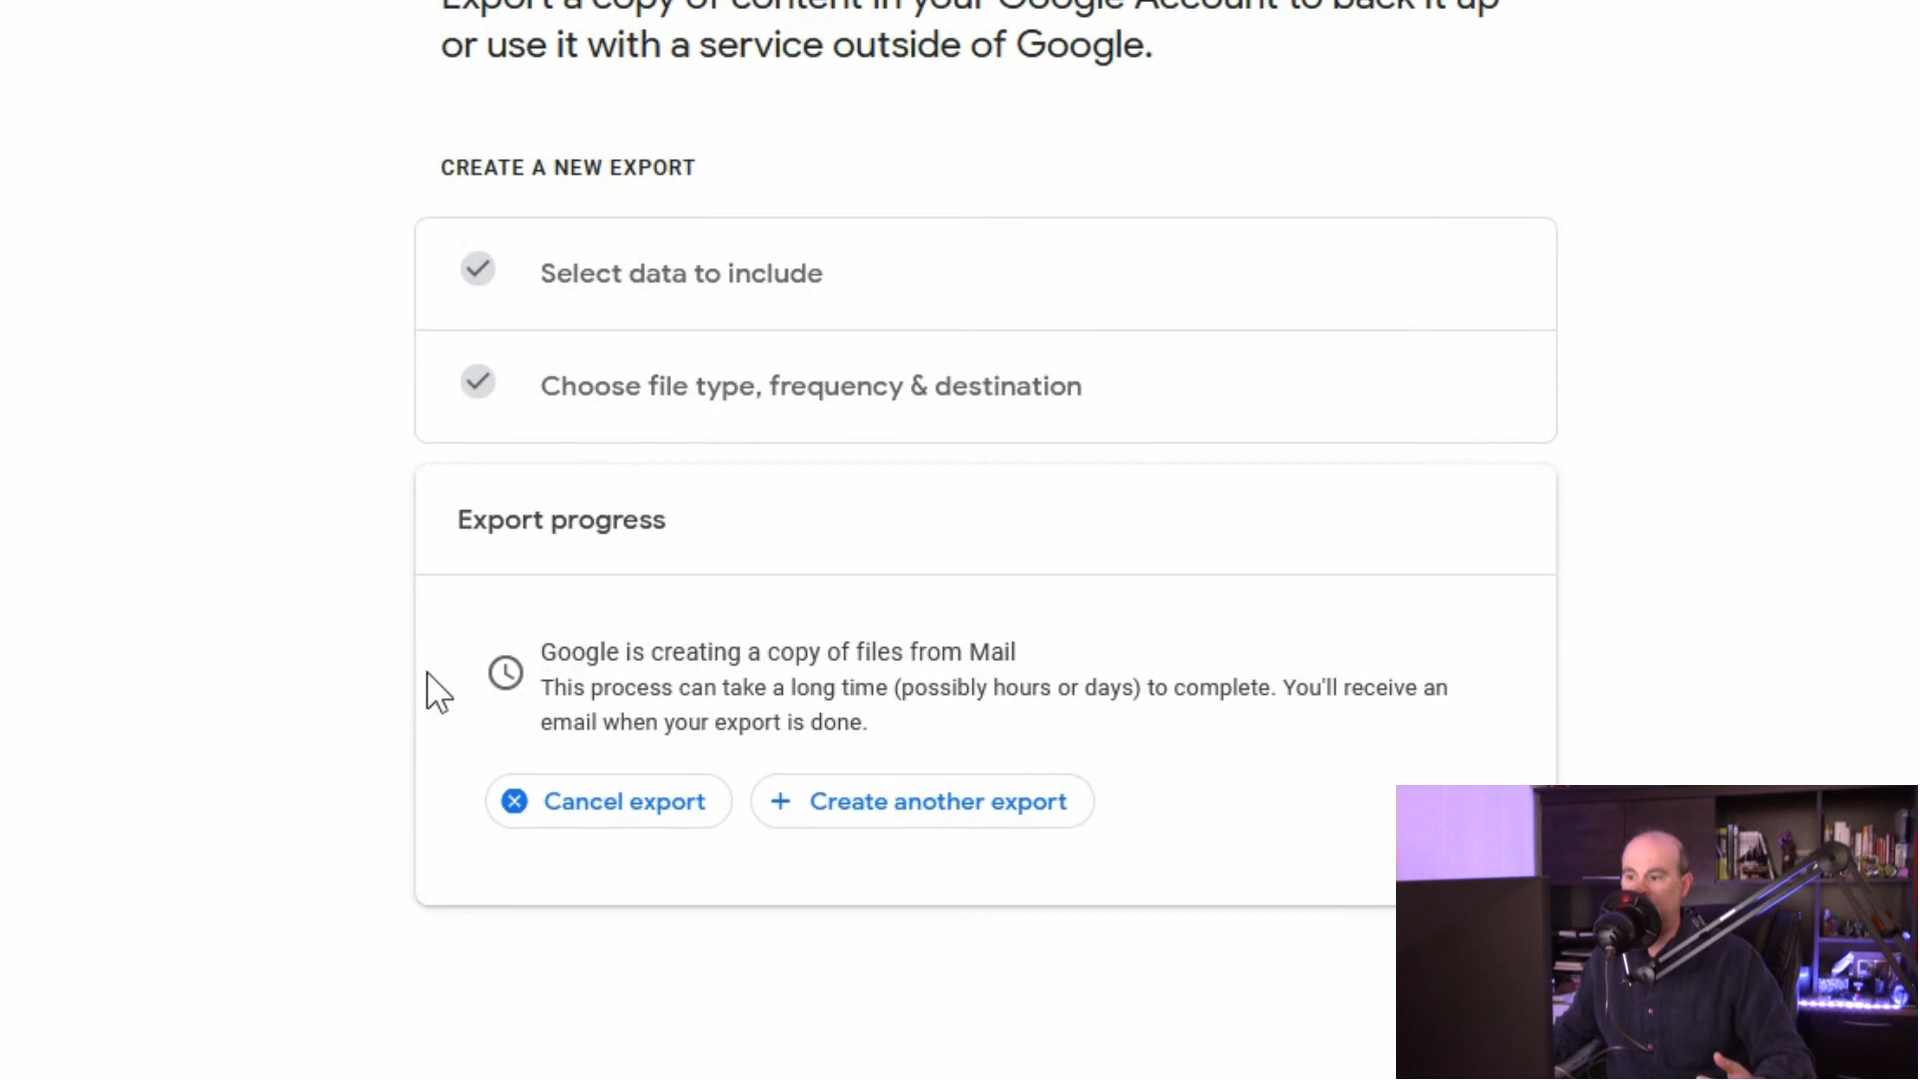 Export a copy of content in your Google Account to back it up
or use it with a service outside of Google.
CREATE A NEW EXPORT
Select data to include
Choose file type, frequency & destination
Export progress
Google is creating a copy of files from Mail
This process can take a long time (possibly hours or days) to complete. You'll receive an
email when your export is done.
Cancel export
Create another export